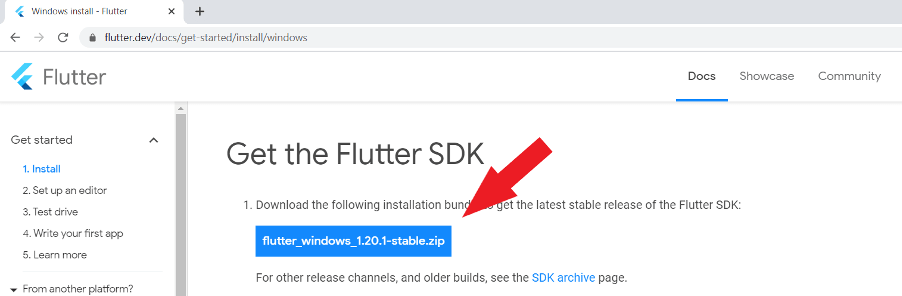 Windows install - Flutter
flutter.dev/docs/get-started/install/windows
Flutter
Docs
Showcase
Community
Get started
1. Install
2. Set up an editor
3. Test drive
4. Write your first app
5. Learn more
From another platform?
Get the Flutter SDK
1. Download the following installation to get the latest stable release of the Flutter SDK:
flutter_windows_1.20.1-stable.zip
For other release channels, and older builds, see the SDK archive page.